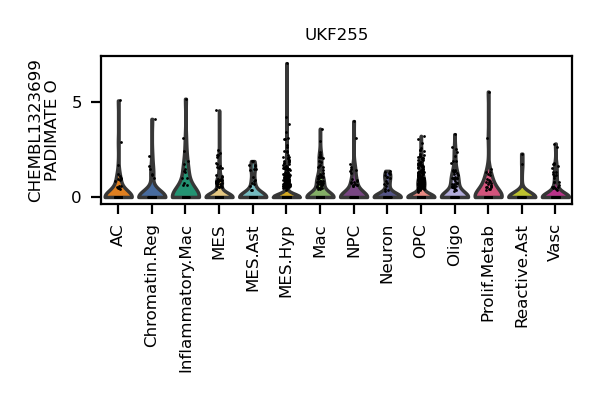 UKF255
CHEMBL1323699
PADIMATE O
5
0
AC
Chromatin.Reg
Inflammatory.Mac
MES
MES.Ast
MES.Hyp
Mac
NPC
Neuron
OPC
Oligo
Prolif.Metab
Reactive.Ast
Vasc